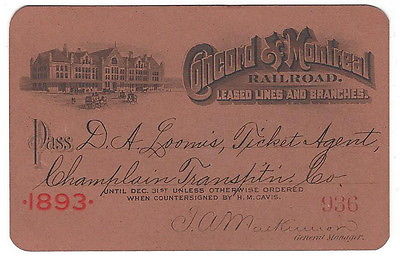 Concord & Montreal
RAILROAD.
LEASED LINES AND BRANCHES.
Pass D. A. Loomis, Ticket Agent,
Champlain Transptn. Co
UNTIL DEC. 31ST UNLESS OTHERWISE ORDERED
WHEN COUNTERSIGNED BY H.M. CAVIS.
·1893· 936
T. A. Mackinnon
General Manager.